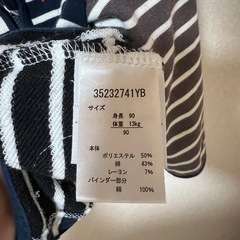 35232741YB
サイズ
身長 90
体重 13kg
90
本体
ポリエステル 50%
綿 43%
レーヨン 7%
バインダー部分
綿 100%